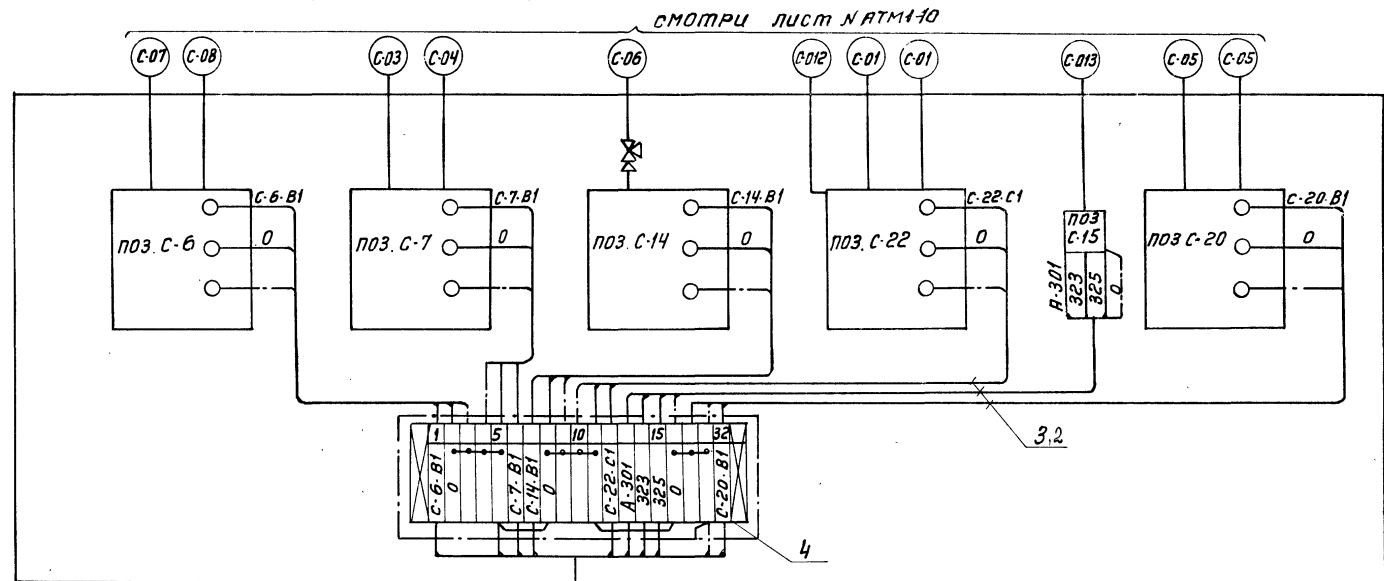 СМОТРИ ЛИСТ N АТМ1-10
С-07 С-08 С-03 С-04 С-06 С-012 С-01 С-01 С-013 С-05 С-05
С-6-В1 С-7-В1 С-14-В1 С-22-С1 С-20-В1
ПОЗ. С-6 0
ПОЗ. С-7 0
ПОЗ. С-14 0
ПОЗ. С-22 0
ПОЗ С-15
А-301 323 325 0
ПОЗ С-20 0
3,2
1 5 10 15 32
С-6-В1 0 С-7-В1 С-14-В1 0 С-22-С1 А-301 323 325 0 С-20-В1
4